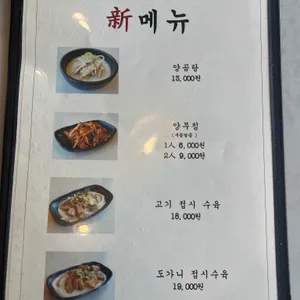 新메뉴
양곰탕
13,000원
양무침
1人 6,000원
2人 9,000원
고기 접시 수육
18,000원
도가니 접시수육
19,000원